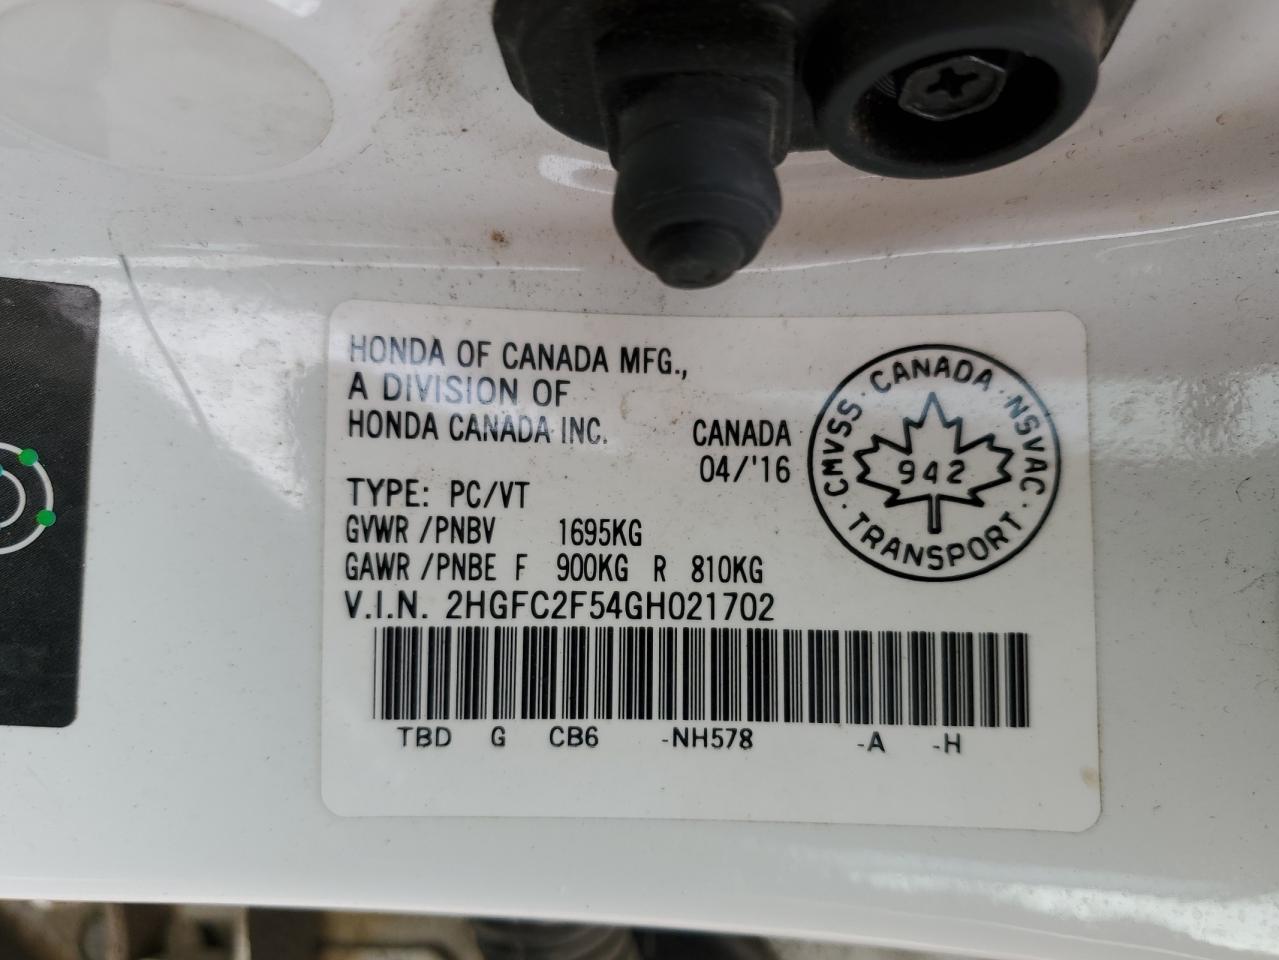 HONDA OF CANADA MFG.,
A DIVISION OF
HONDA CANADA INC.
CANADA
04/'16
TYPE: PC/VT
GVWR /PNBV 1695KG
GAWR /PNBE F 900KG R 810KG
V.I.N. 2HGFC2F54GH021702
TBD G CB6 -NH578 -A -H
CMVSS · CANADA · NSVAC · TRANSPORT ·
942